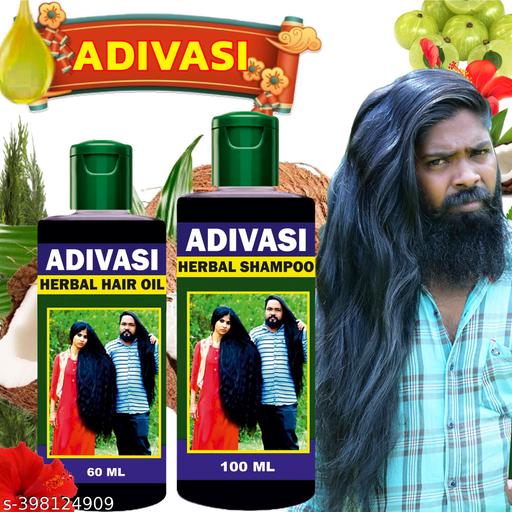 ADIVASI
ADIVASI
HERBAL HAIR OIL
60 ML
ADIVASI
HERBAL SHAMPOO
100 ML
s-398124909